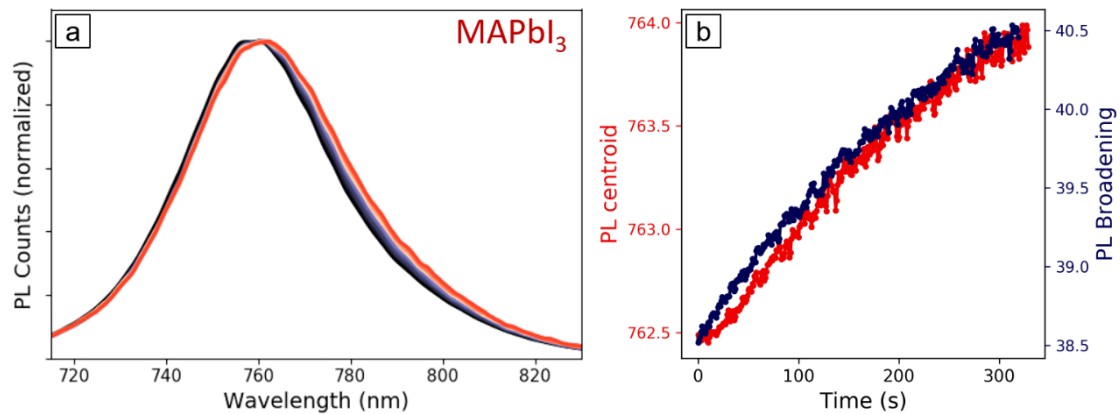 a
MAPbI₃
PL Counts (normalized)
720 740 760 780 800 820
Wavelength (nm)
b
764.0
763.5
763.0
762.5
PL centroid
40.5
40.0
39.5
39.0
38.5
PL Broadening
0 100 200 300
Time (s)